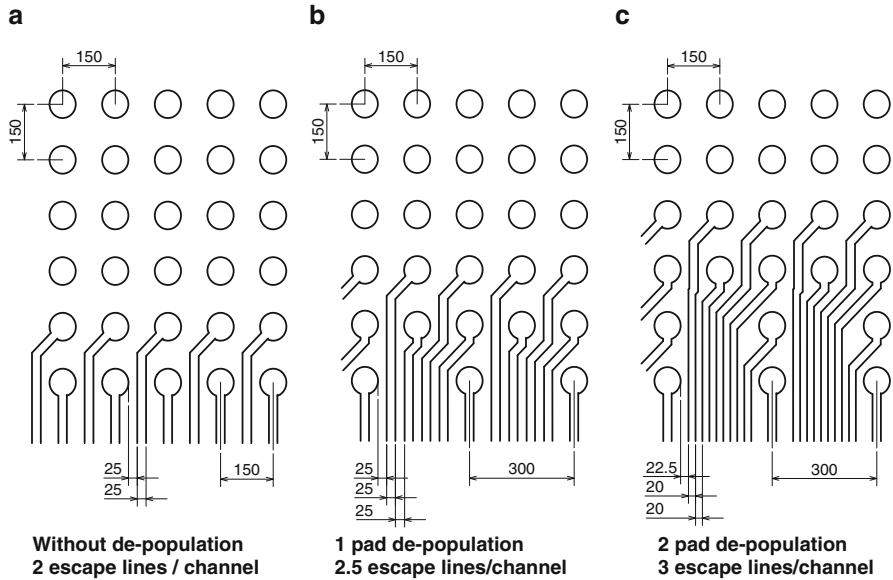 a
150
150
25
25
150
Without de-population
2 escape lines / channel
b
150
150
25
25
25
300
1 pad de-population
2.5 escape lines/channel
c
150
150
22.5
20
20
300
2 pad de-population
3 escape lines/channel